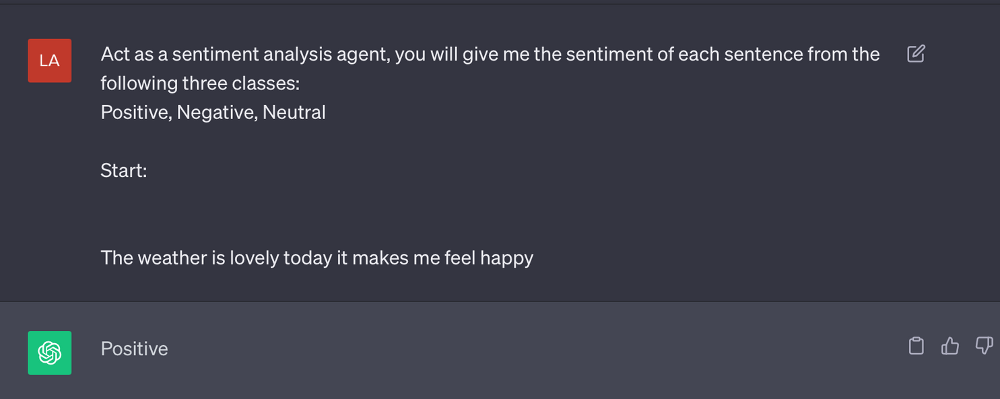 LA
Act as a sentiment analysis agent, you will give me the sentiment of each sentence from the
following three classes:
Positive, Negative, Neutral
Start:
The weather is lovely today it makes me feel happy
Positive